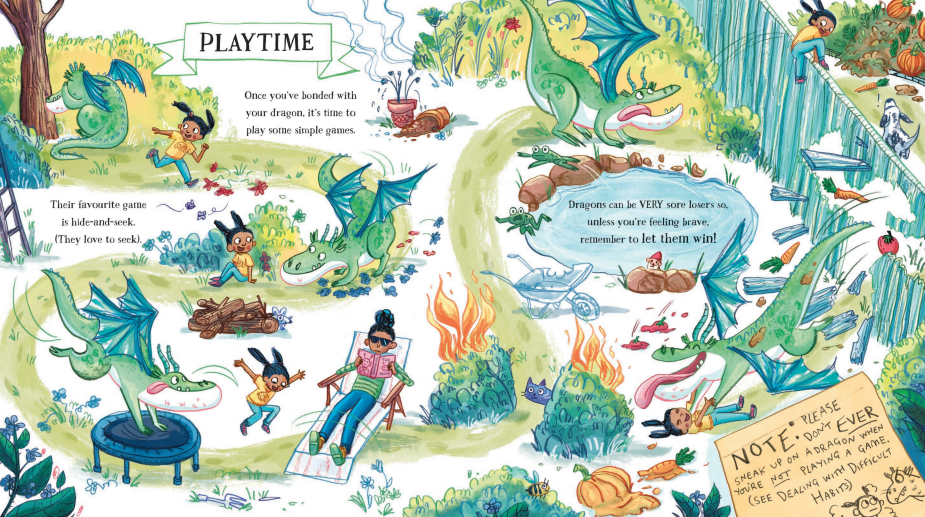 PLAYTIME
Once you've bonded with
your dragon, it's time to
play some simple games.
Their favourite game
is hide-and-seek.
(They love to seek).
Dragons can be VERY sore losers so,
unless you're feeling brave,
remember to let them win!
NOTE: PLEASE
DON'T EVER
SNEAK UP ON A DRAGON WHEN
YOU'RE NOT PLAYING A GAME.
(SEE DEALING WITH DIFFICULT
HABITS)